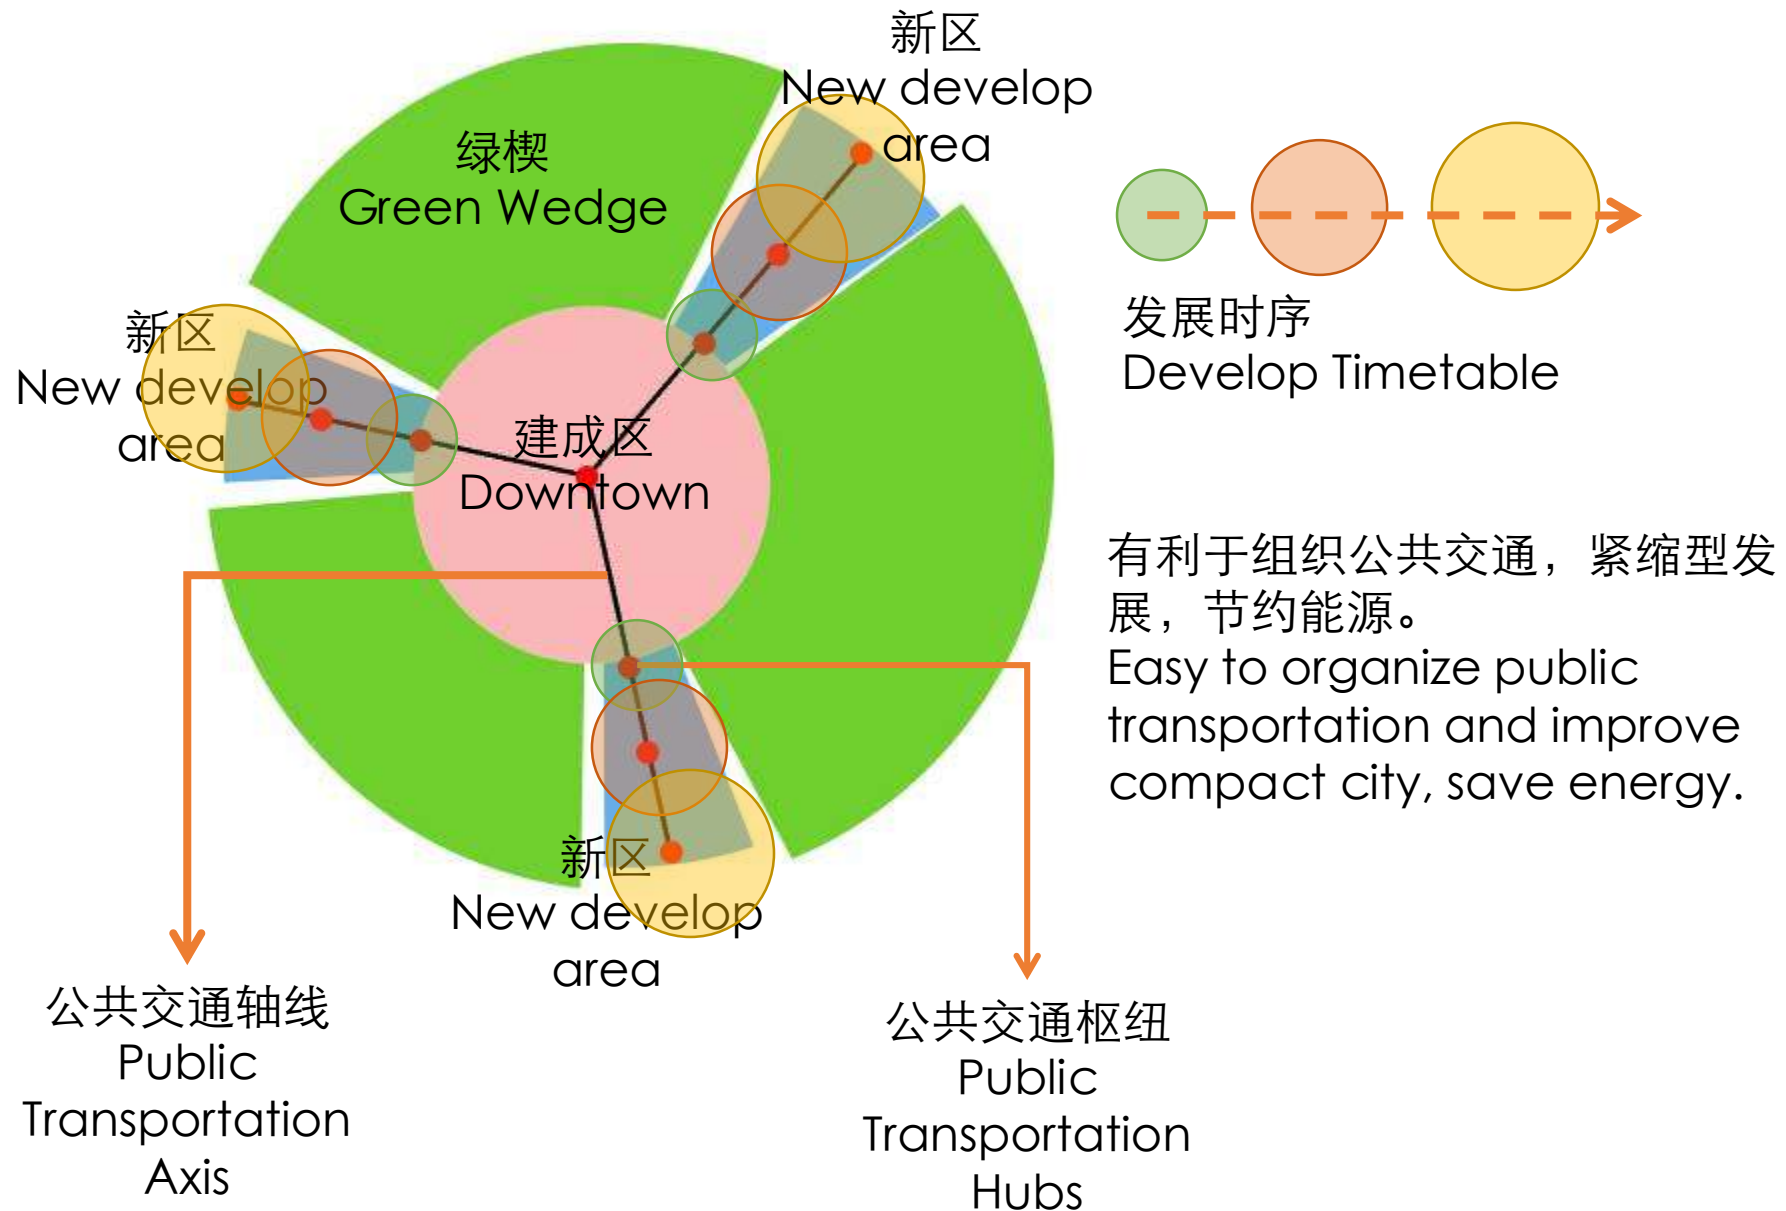 新区
New develop
area
绿楔
Green Wedge
发展时序
Develop Timetable
新区
New develop
area
建成区
Downtown
有利于组织公共交通，紧缩型发
展，节约能源。
Easy to organize public
transportation and improve
compact city, save energy.
新区
New develop
area
公共交通轴线
Public
Transportation
Axis
公共交通枢纽
Public
Transportation
Hubs